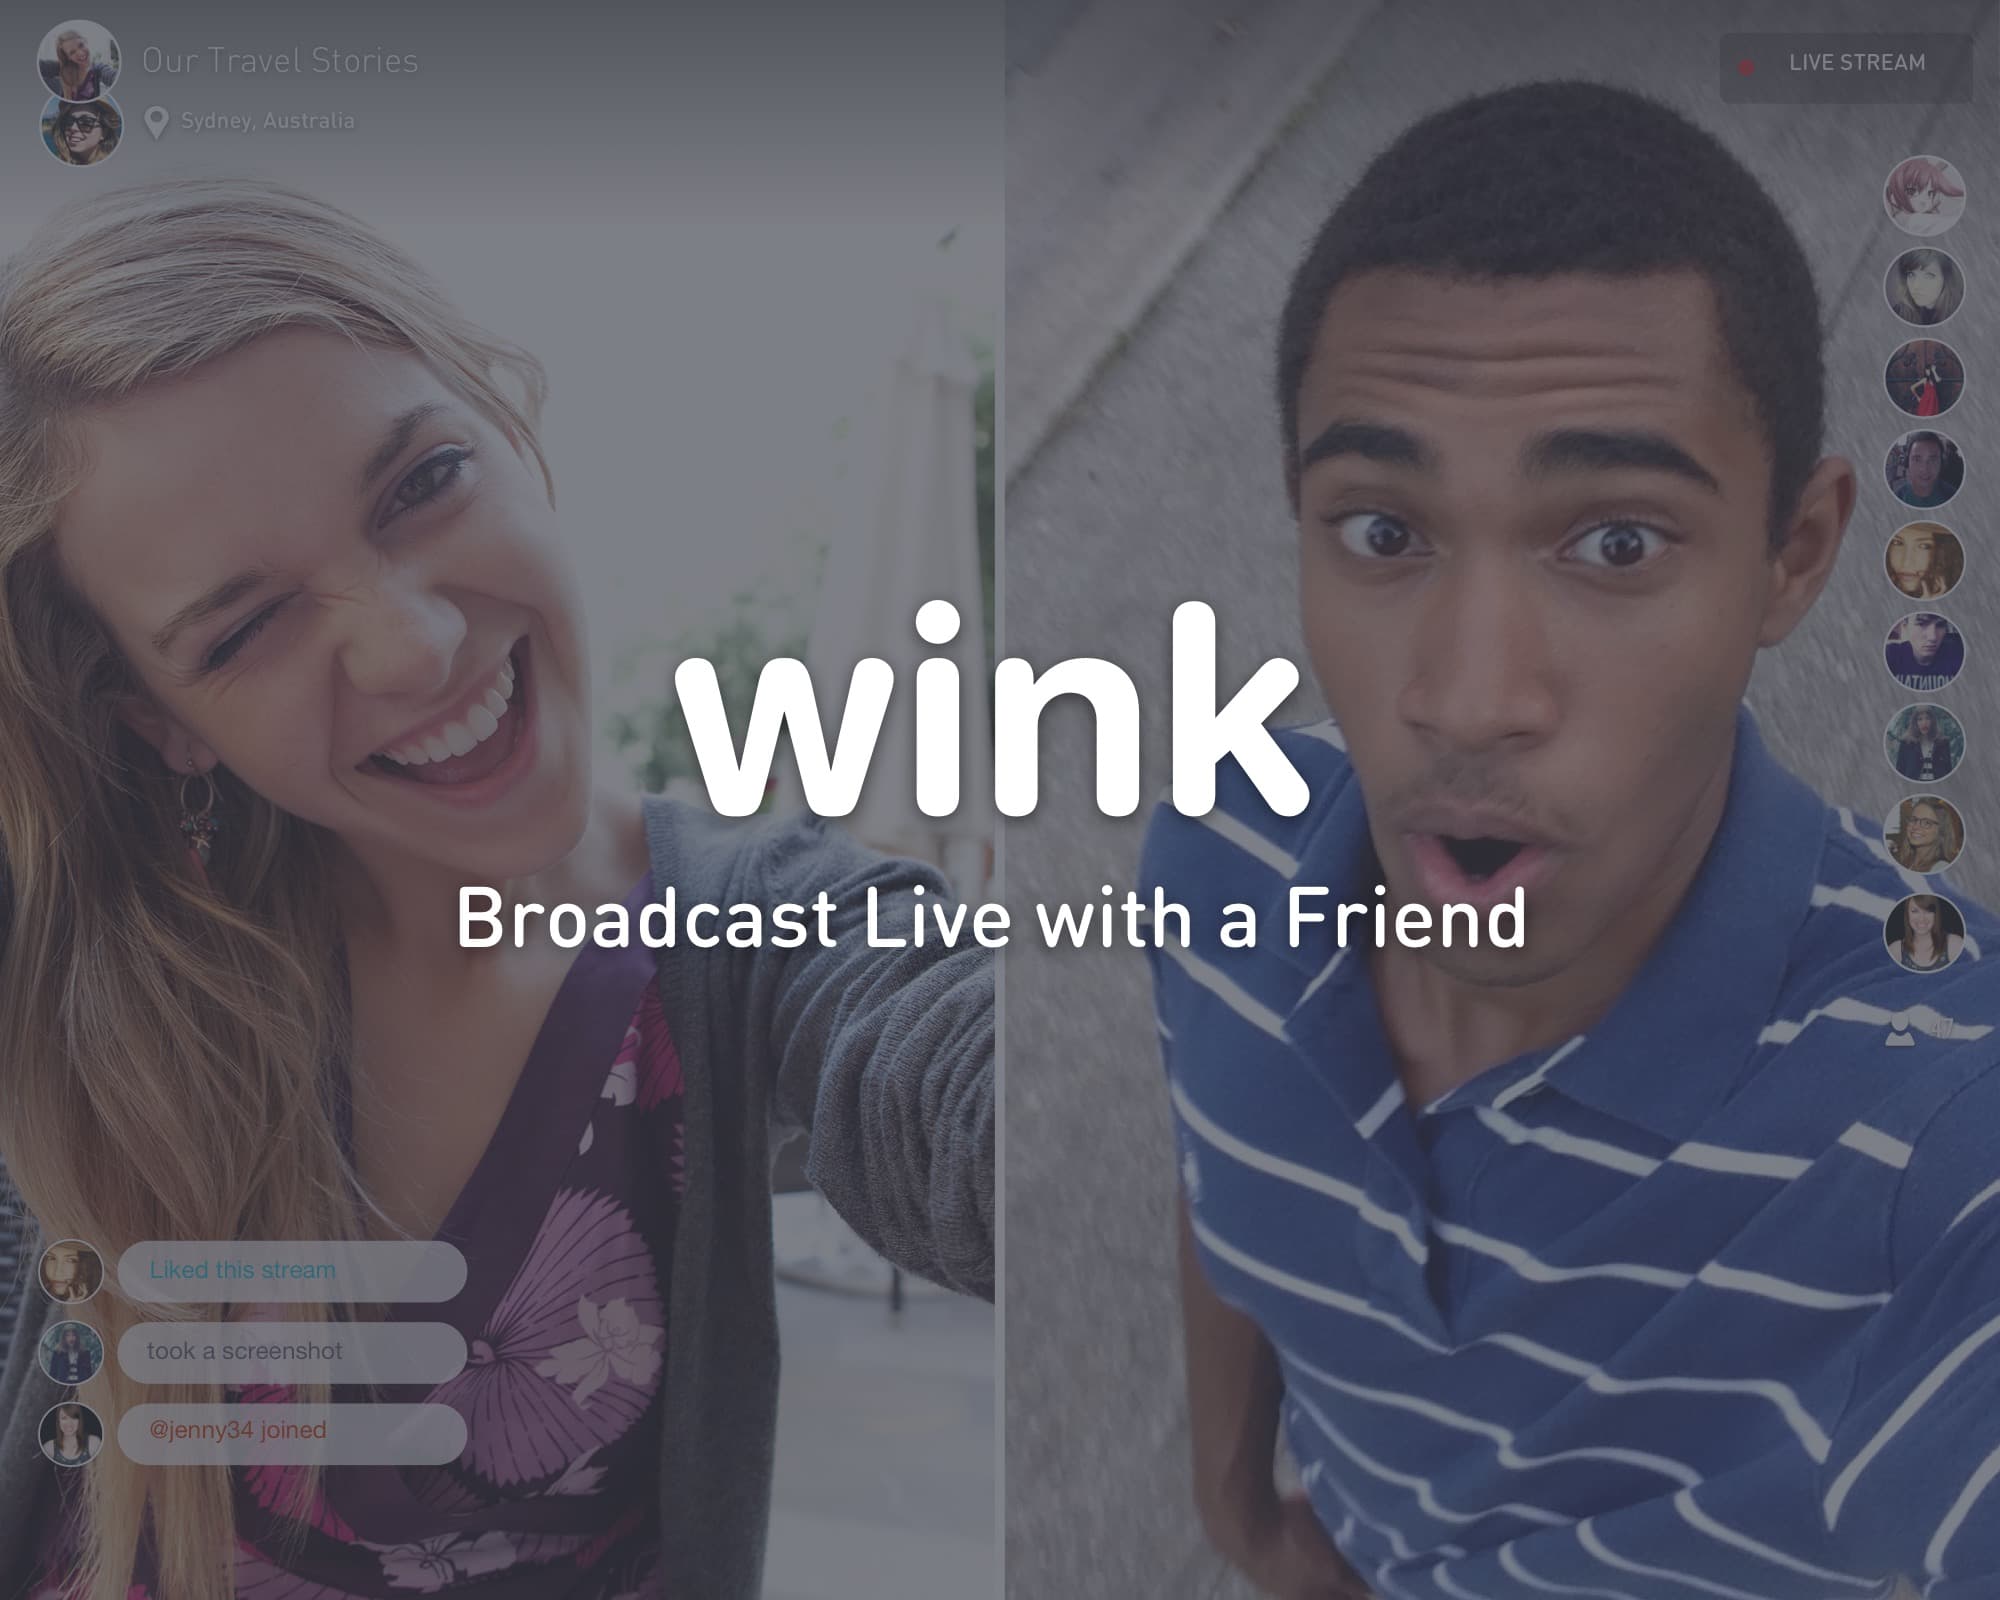 Our Travel Stories
Sydney, Australia
LIVE STREAM
wink
Broadcast Live with a Friend
47
Liked this stream
took a screenshot
@jenny34 joined